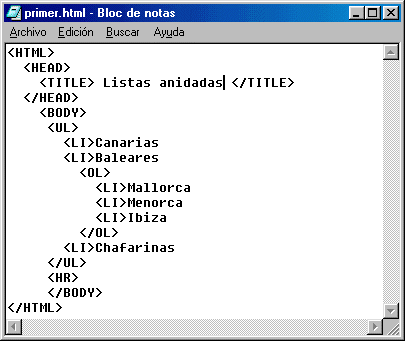 primer.html - Bloc de notas
Archivo Edición Buscar Ayuda
<HTML>
<HEAD>
<TITLE> Listas anidadas </TITLE>
</HEAD>
<BODY>
<UL>
<LI>Canarias
<LI>Baleares
<OL>
<LI>Mallorca
<LI>Menorca
<LI>Ibiza
</OL>
<LI>Chafarinas
</UL>
<HR>
</BODY>
</HTML>